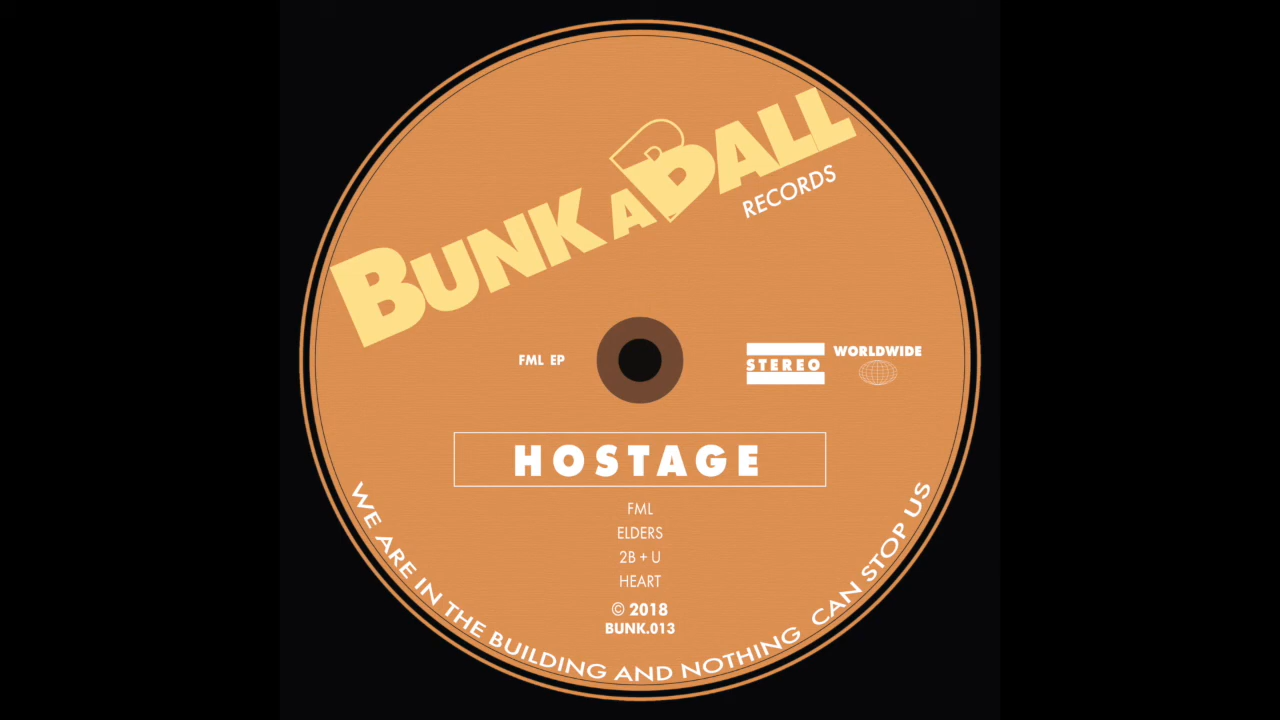 BUNK A BALL
RECORDS
FML EP
STEREO
WORLDWIDE
HOSTAGE
FML
ELDERS
2B + U
HEART
© 2018
BUNK.013
WE ARE IN THE BUILDING AND NOTHING CAN STOP US